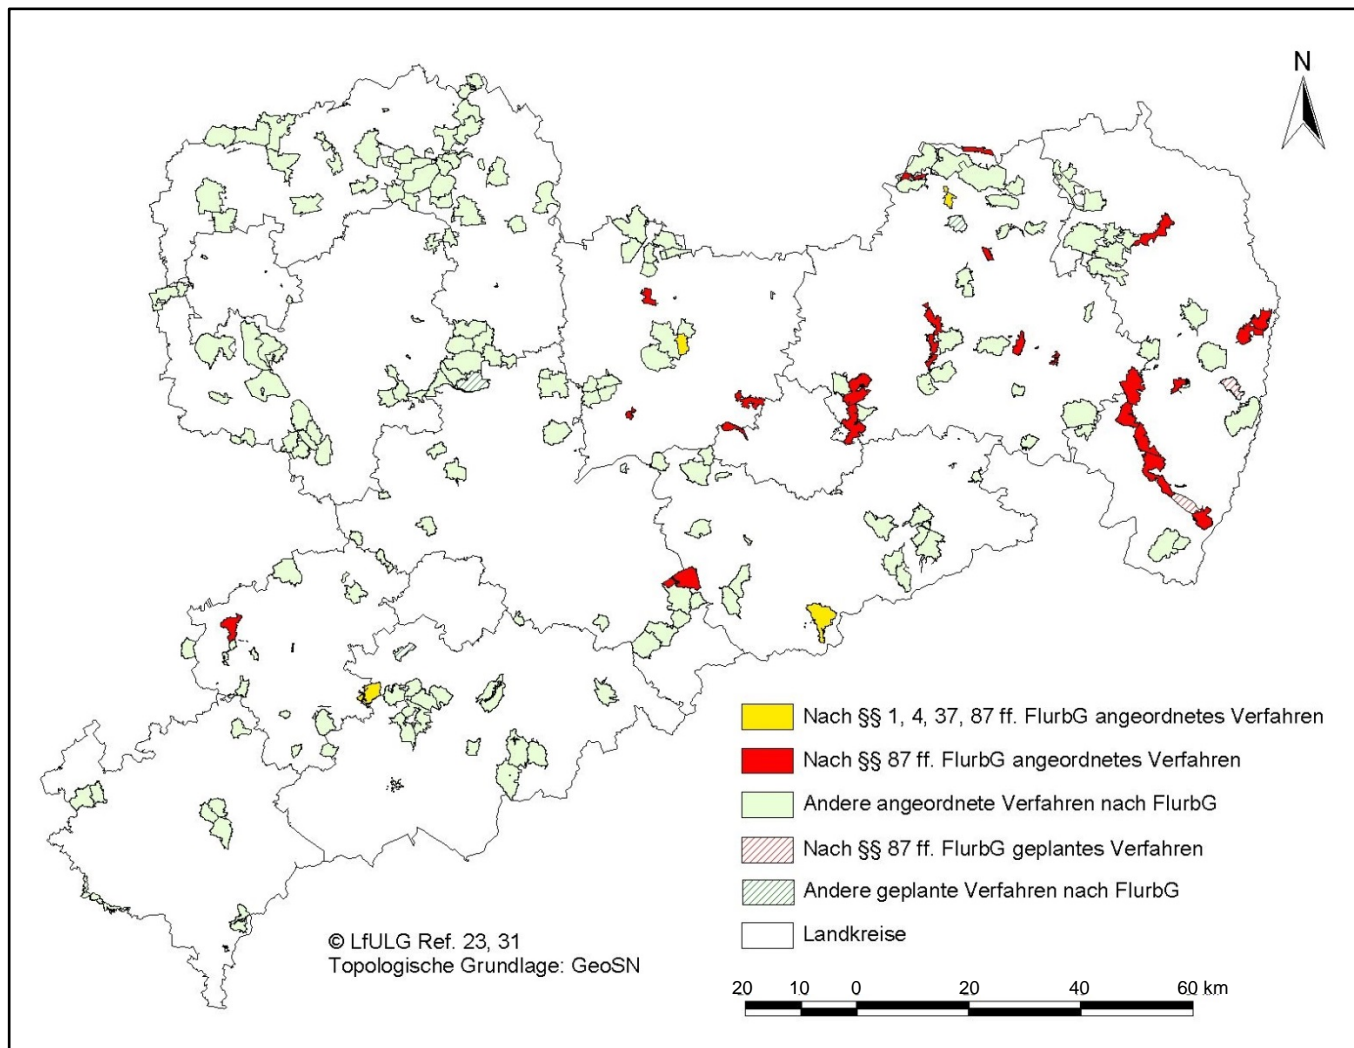 N
Nach §§ 1, 4, 37, 87 ff. FlurbG angeordnetes Verfahren
Nach §§ 87 ff. FlurbG angeordnetes Verfahren
Andere angeordnete Verfahren nach FlurbG
Nach §§ 87 ff. FlurbG geplantes Verfahren
Andere geplante Verfahren nach FlurbG
Landkreise
© LfULG Ref. 23, 31
Topologische Grundlage: GeoSN
20 10 0 20 40 60 km